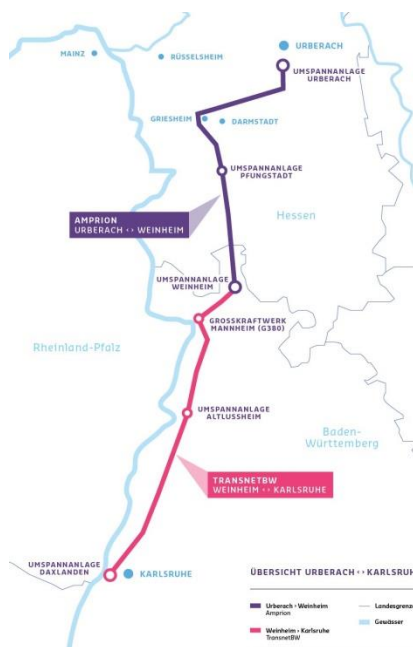 URBERACH
MAINZ
RÜSSELSHEIM
UMSPANNANLAGE
URBERACH
GRIESHEIM
DARMSTADT
UMSPANNANLAGE
PFUNGSTADT
AMPRION
URBERACH ↔ WEINHEIM
Hessen
UMSPANNANLAGE
WEINHEIM
GROSSKRAFTWERK
MANNHEIM (G380)
Rheinland-Pfalz
UMSPANNANLAGE
ALTLUSSHEIM
Baden-
Württemberg
TRANSNETBW
WEINHEIM ↔ KARLSRUHE
UMSPANNANLAGE
DAXLANDEN
KARLSRUHE
ÜBERSICHT URBERACH ↔ KARLSRUH
Urberach - Weinheim
Amprion
Landesgrenze
Weinheim - Karlsruhe
TransnetBW
Gewässer